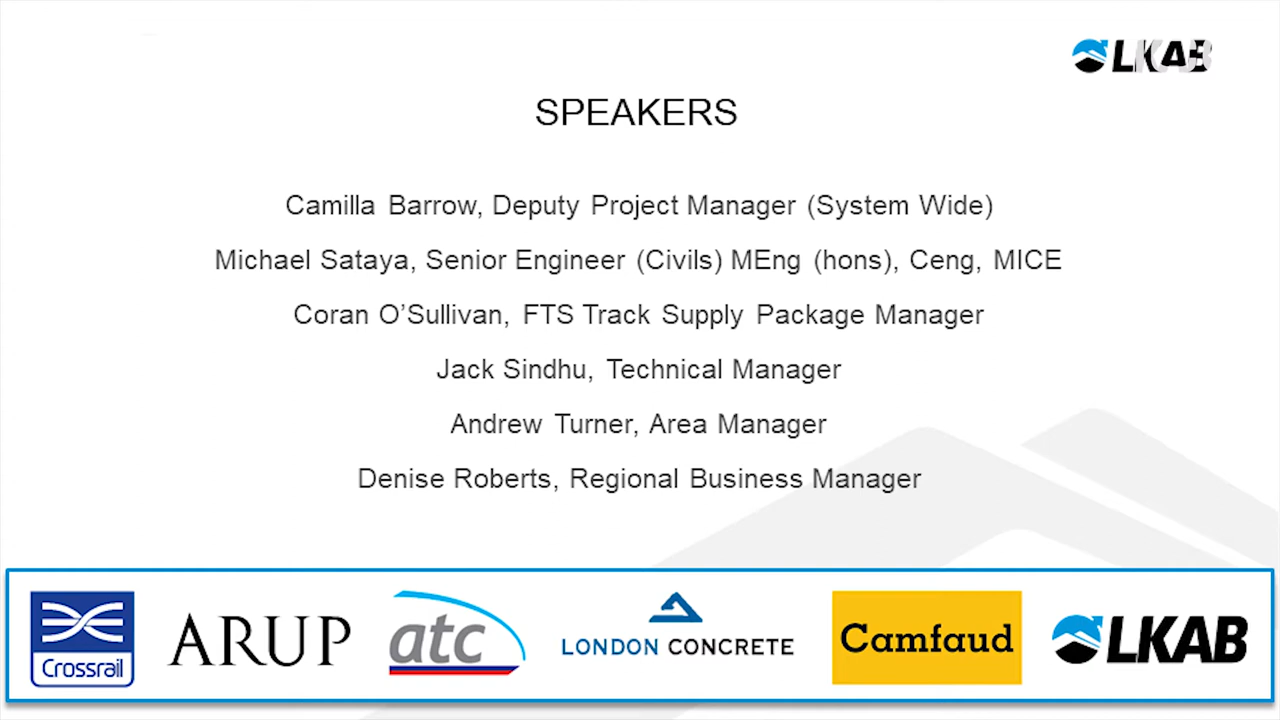 LKAB
SPEAKERS
Camilla Barrow, Deputy Project Manager (System Wide)
Michael Sataya, Senior Engineer (Civils) MEng (hons), Ceng, MICE
Coran O’Sullivan, FTS Track Supply Package Manager
Jack Sindhu, Technical Manager
Andrew Turner, Area Manager
Denise Roberts, Regional Business Manager
Crossrail
ARUP
atc
LONDON CONCRETE
Camfaud
LKAB